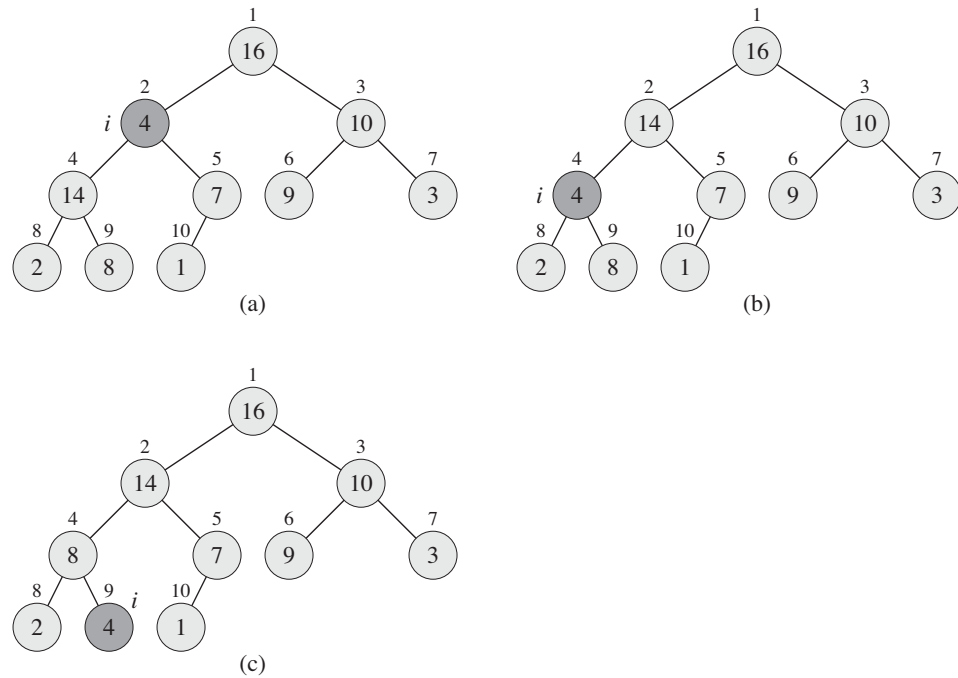 1 1
16 16
2 3 2 3
i 4 10 14 10
4 5 6 7 4 5 6 7
14 7 9 3 i 4 7 9 3
8 9 10 8 9 10
2 8 1 2 8 1
(a) (b)
1
16
2 3
14 10
4 5 6 7
8 7 9 3
8 9 i 10
2 4 1
(c)